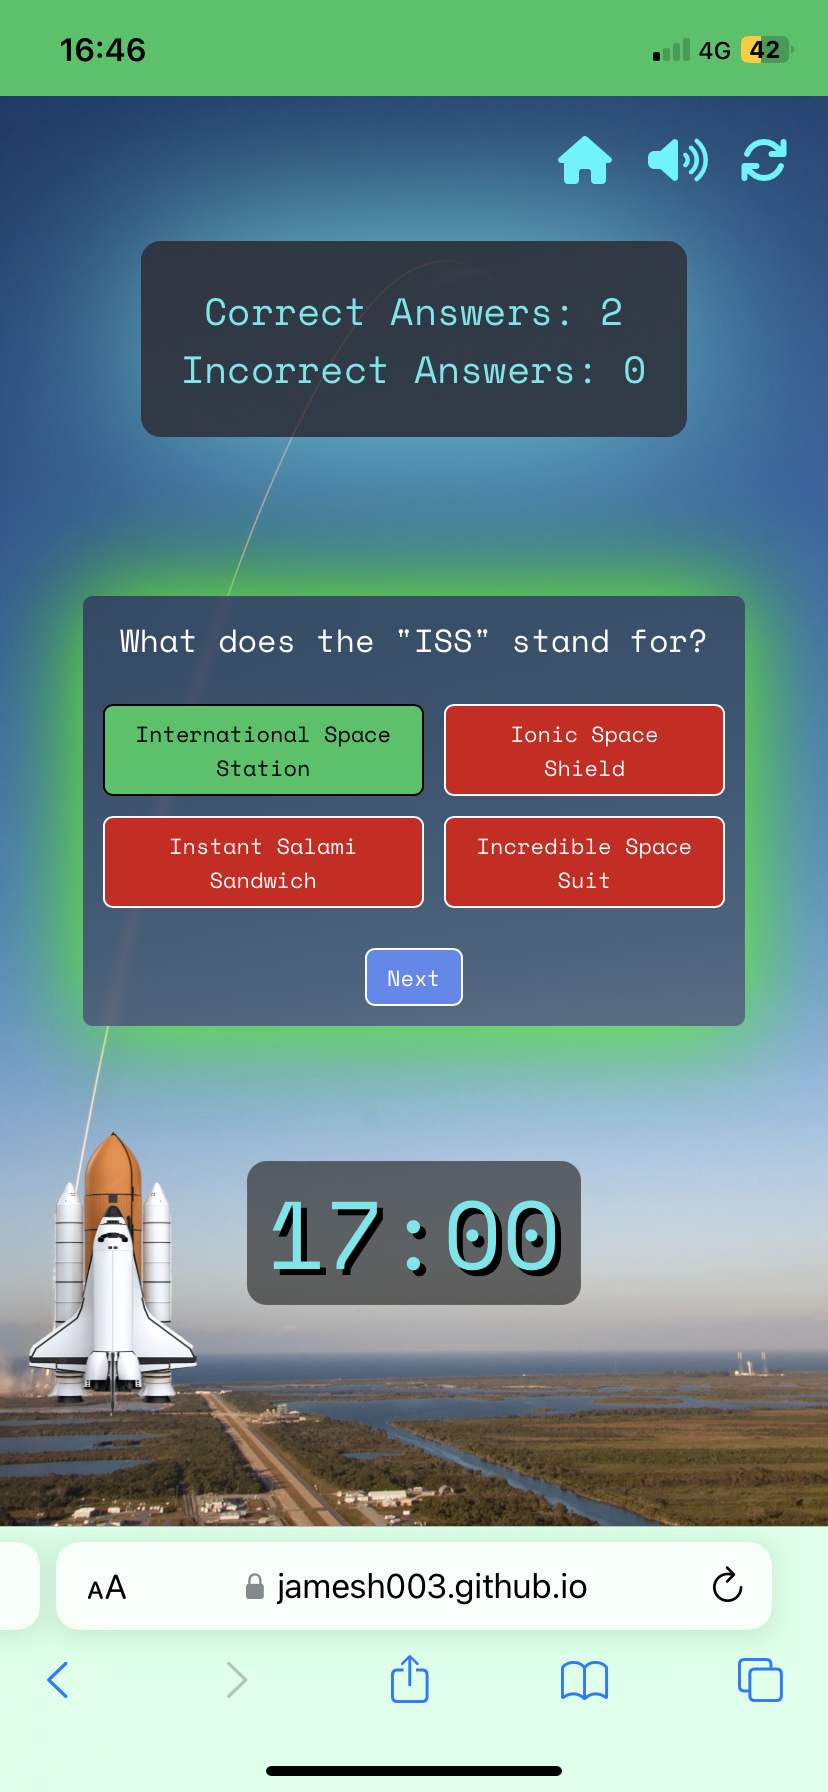 16:46
4G
42
Correct Answers: 2
Incorrect Answers: 0
What does the "ISS" stand for?
International Space
Station
Ionic Space
Shield
Instant Salami
Sandwich
Incredible Space
Suit
Next
17:00
AA
jamesh003.github.io